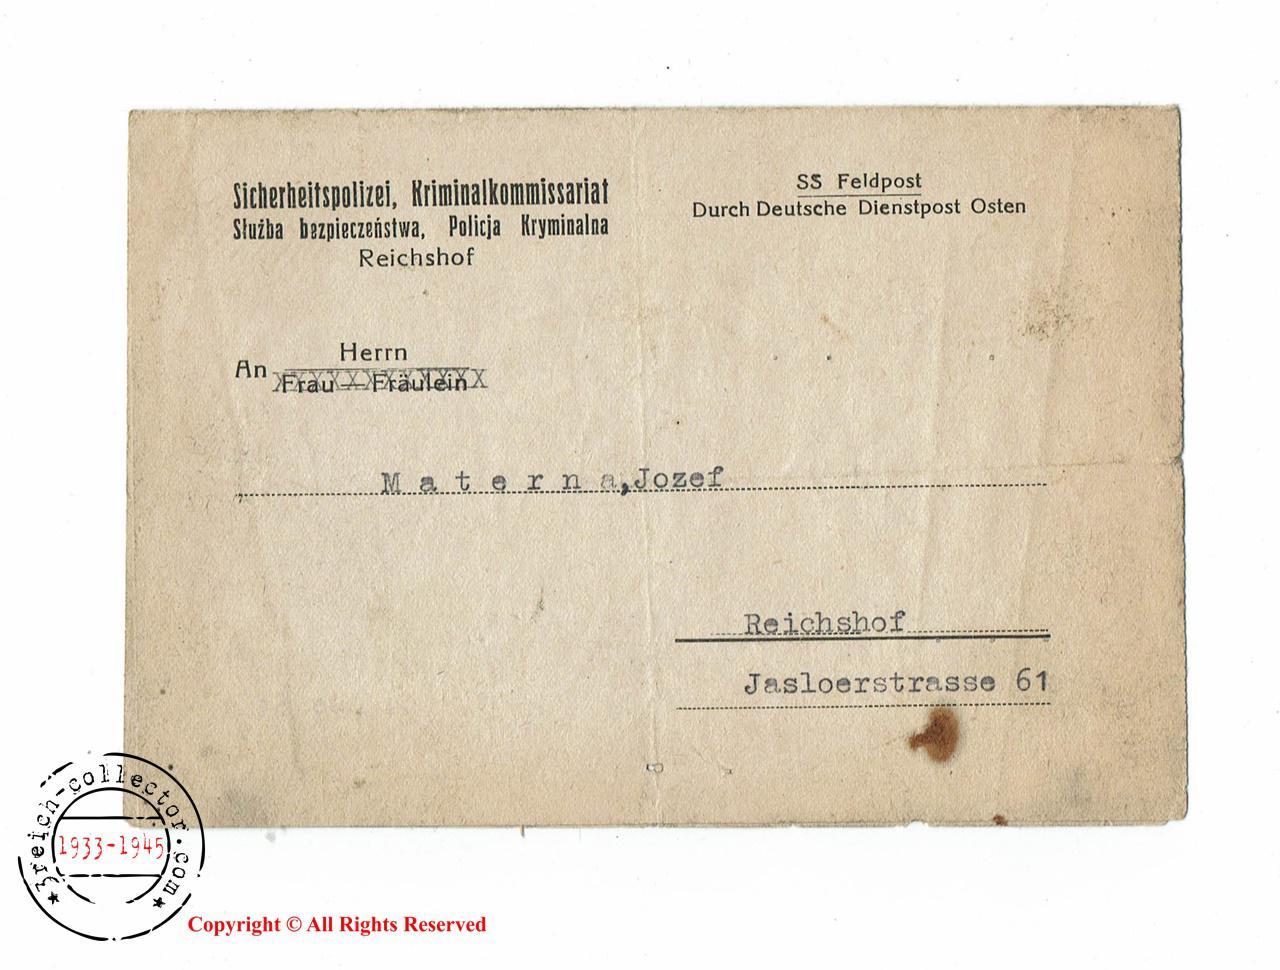 Sicherheitspolizei, Kriminalkommissariat
Służba bezpieczeństwa, Policja Kryminalna
Reichshof
SS Feldpost
Durch Deutsche Dienstpost Osten
An Herrn
Frau — Fräulein
Materna, Jozef
Reichshof
Jasloerstrasse 61
3reich-collector.com
1933-1945
Copyright © All Rights Reserved